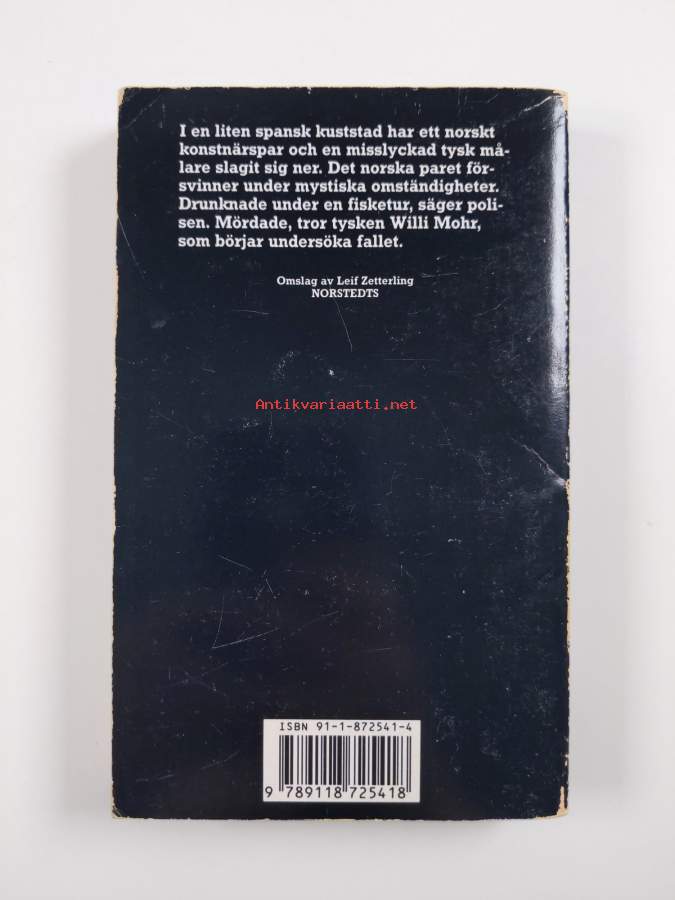 I en liten spansk kuststad har ett norskt
konstnärspar och en misslyckad tysk må-
lare slagit sig ner. Det norska paret för-
svinner under mystiska omständigheter.
Drunknade under en fisketur, säger poli-
sen. Mördade, tror tysken Willi Mohr,
som börjar undersöka fallet.
Omslag av Leif Zetterling
NORSTEDTS
Antikvariaatti.net
ISBN 91-1-872541-4
9 789118 725418